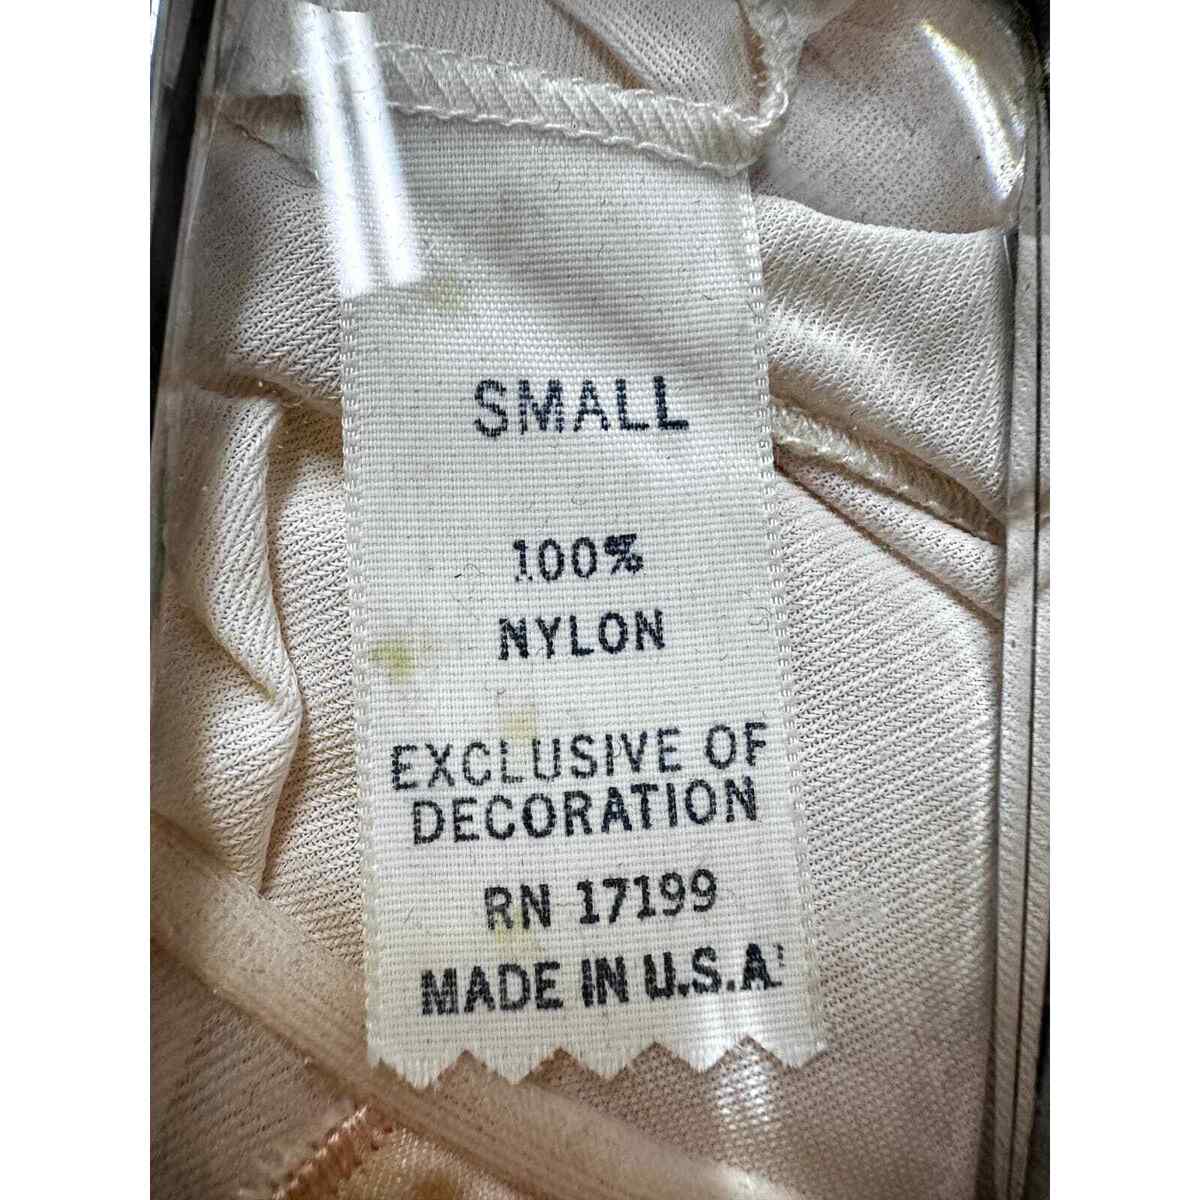 SMALL
100%
NYLON
EXCLUSIVE OF
DECORATION
RN 17199
MADE IN U.S.A.